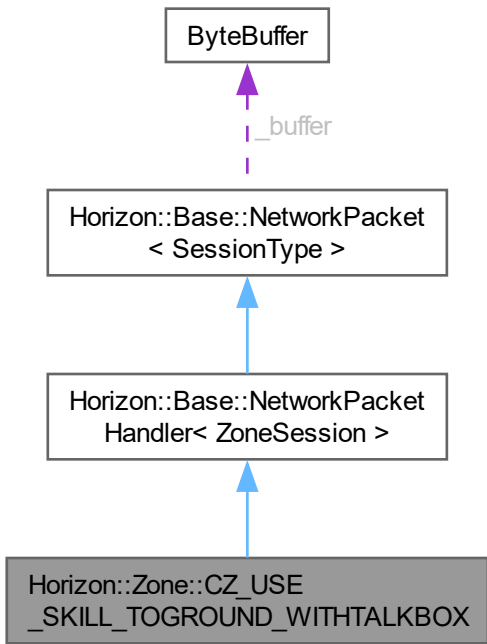 ByteBuffer
_buffer
Horizon::Base::NetworkPacket
< SessionType >
Horizon::Base::NetworkPacket
Handler< ZoneSession >
Horizon::Zone::CZ_USE
_SKILL_TOGROUND_WITHTALKBOX